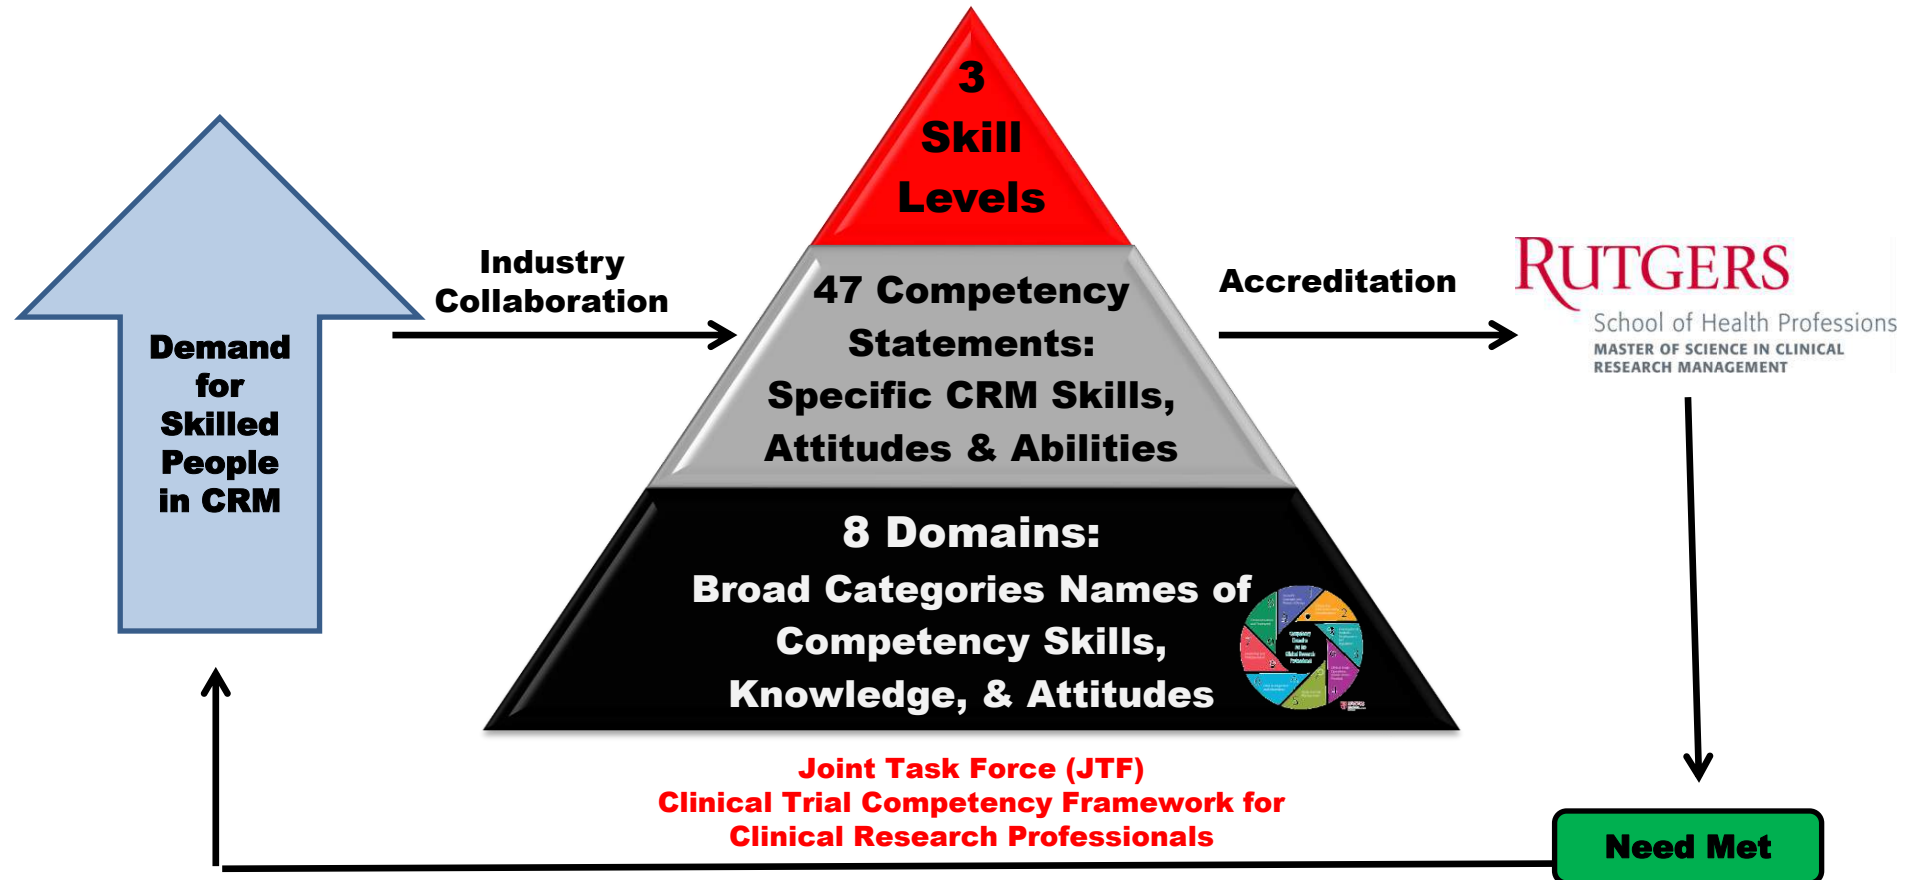 3
Skill
Levels
Industry
Collaboration
47 Competency
Statements:
Specific CRM Skills,
Attitudes & Abilities
Accreditation
RUTGERS
School of Health Professions
MASTER OF SCIENCE IN CLINICAL
RESEARCH MANAGEMENT
Demand
for
Skilled
People
in CRM
8 Domains:
Broad Categories Names of
Competency Skills,
Knowledge, & Attitudes
Joint Task Force (JTF)
Clinical Trial Competency Framework for
Clinical Research Professionals
Need Met